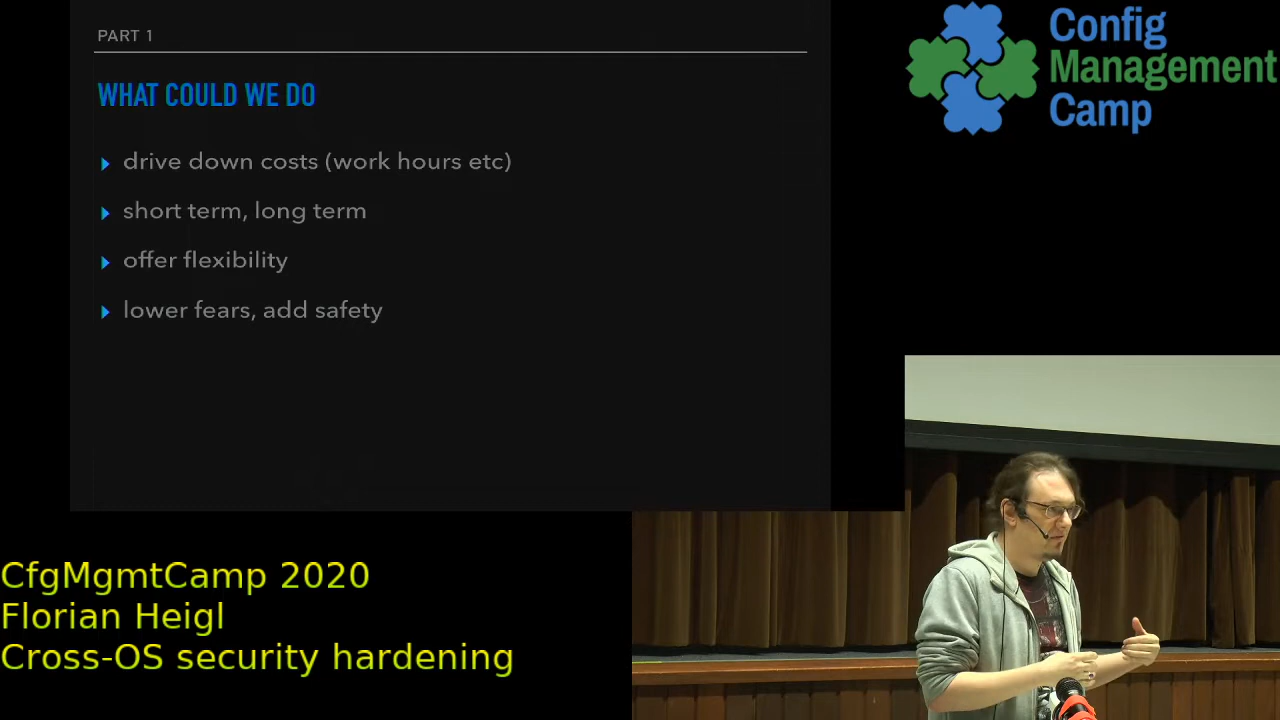 PART 1
WHAT COULD WE DO
drive down costs (work hours etc)
short term, long term
offer flexibility
lower fears, add safety
Config
Management
Camp
CfgMgmtCamp 2020
Florian Heigl
Cross-OS security hardening